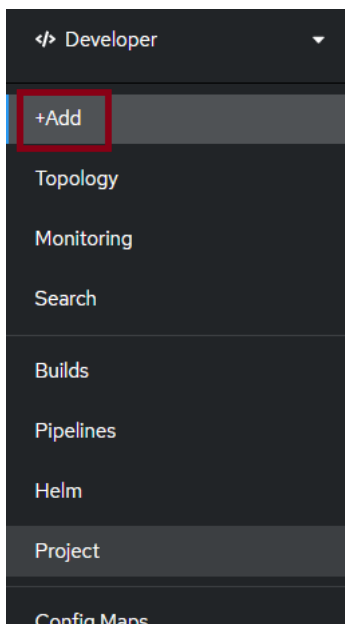 </> Developer
+Add
Topology
Monitoring
Search
Builds
Pipelines
Helm
Project
Config Maps